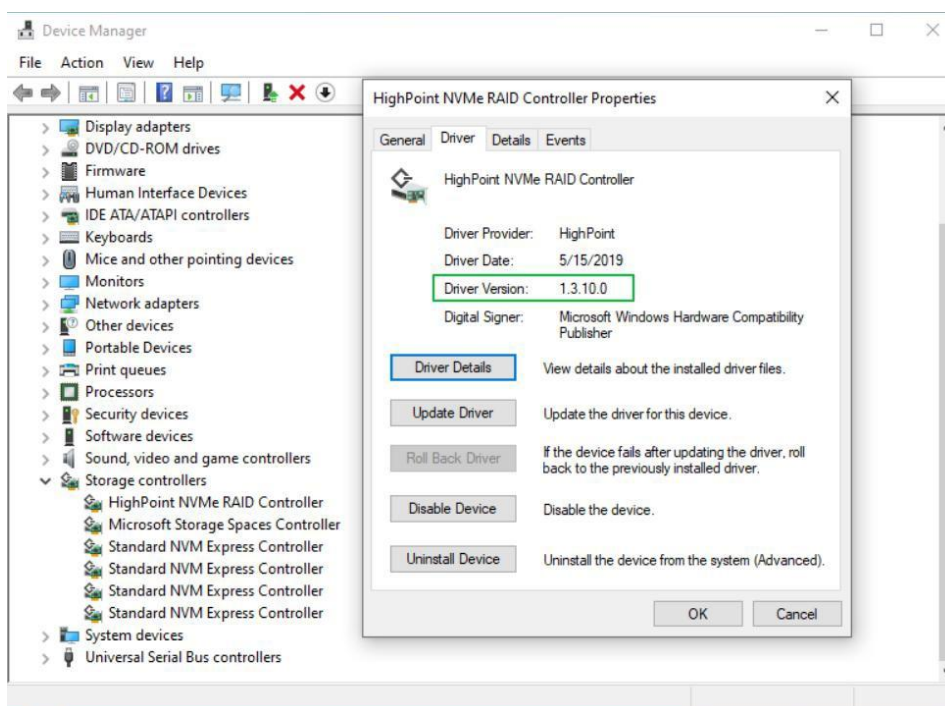 Device Manager
File Action View Help
Display adapters
DVD/CD-ROM drives
Firmware
Human Interface Devices
IDE ATA/ATAPI controllers
Keyboards
Mice and other pointing devices
Monitors
Network adapters
Other devices
Portable Devices
Print queues
Processors
Security devices
Software devices
Sound, video and game controllers
Storage controllers
HighPoint NVMe RAID Controller
Microsoft Storage Spaces Controller
Standard NVM Express Controller
Standard NVM Express Controller
Standard NVM Express Controller
Standard NVM Express Controller
System devices
Universal Serial Bus controllers
HighPoint NVMe RAID Controller Properties
General Driver Details Events
HighPoint NVMe RAID Controller
Driver Provider: HighPoint
Driver Date: 5/15/2019
Driver Version: 1.3.10.0
Digital Signer: Microsoft Windows Hardware Compatibility
Publisher
Driver Details View details about the installed driver files.
Update Driver Update the driver for this device.
Roll Back Driver If the device fails after updating the driver, roll
back to the previously installed driver.
Disable Device Disable the device.
Uninstall Device Uninstall the device from the system (Advanced).
OK Cancel